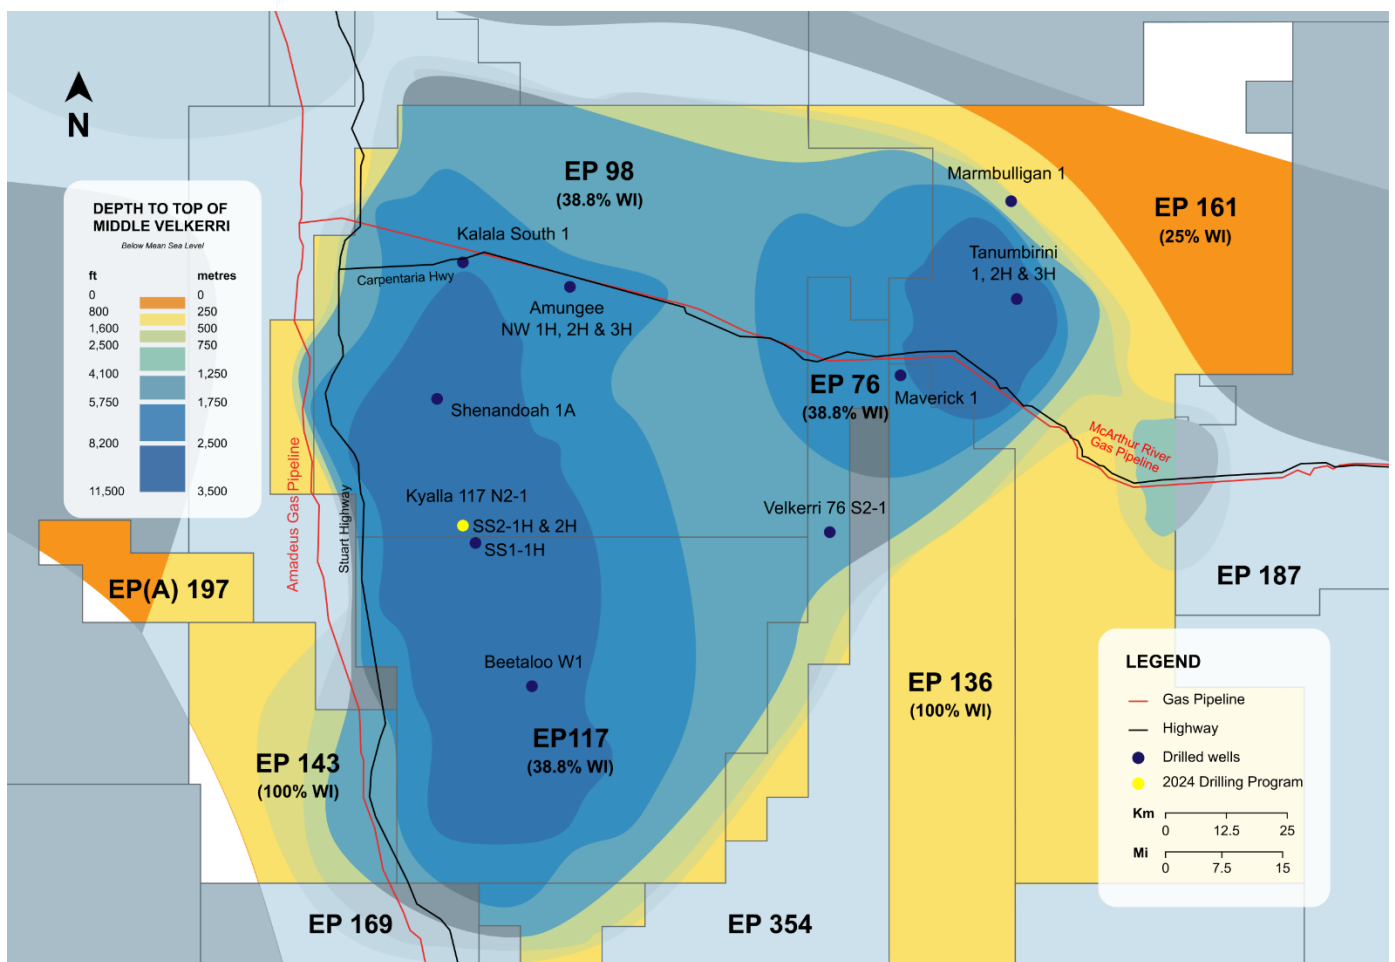 N
DEPTH TO TOP OF
MIDDLE VELKERRI
Below Mean Sea Level
ft metres
0 0
800 250
1,600 500
2,500 750
4,100 1,250
5,750 1,750
8,200 2,500
11,500 3,500
EP 98
(38.8% WI)
Marmbulligan 1
EP 161
(25% WI)
Kalala South 1
Carpentaria Hwy
Tanumbirini
1, 2H & 3H
Amungee
NW 1H, 2H & 3H
EP 76
(38.8% WI)
Maverick 1
Shenandoah 1A
McArthur River
Gas Pipeline
Amadeus Gas Pipeline
Stuart Highway
Kyalla 117 N2-1
SS2-1H & 2H
SS1-1H
Velkerri 76 S2-1
EP(A) 197
EP 187
Beetaloo W1
EP 136
(100% WI)
EP117
(38.8% WI)
EP 143
(100% WI)
EP 169
EP 354
LEGEND
Gas Pipeline
Highway
Drilled wells
2024 Drilling Program
Km
0 12.5 25
Mi
0 7.5 15